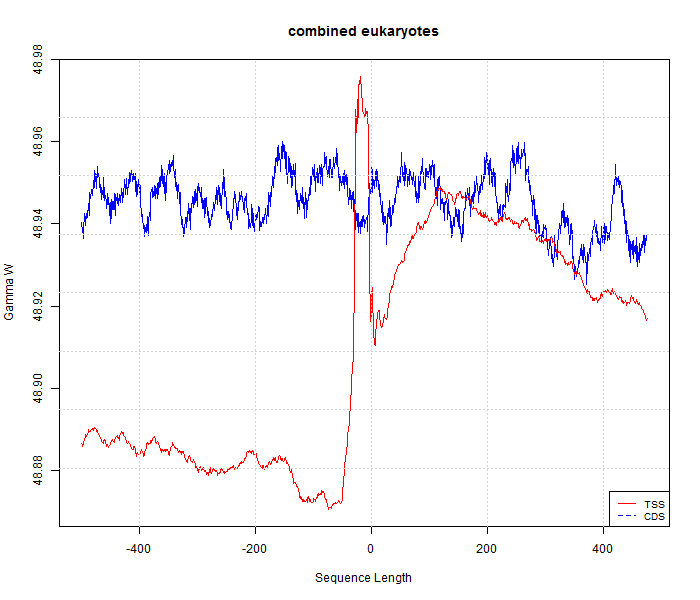 combined eukaryotes
48.98
48.96
48.94
48.92
48.90
48.88
Gamma W
-400
-200
0
200
400
Sequence Length
TSS
CDS